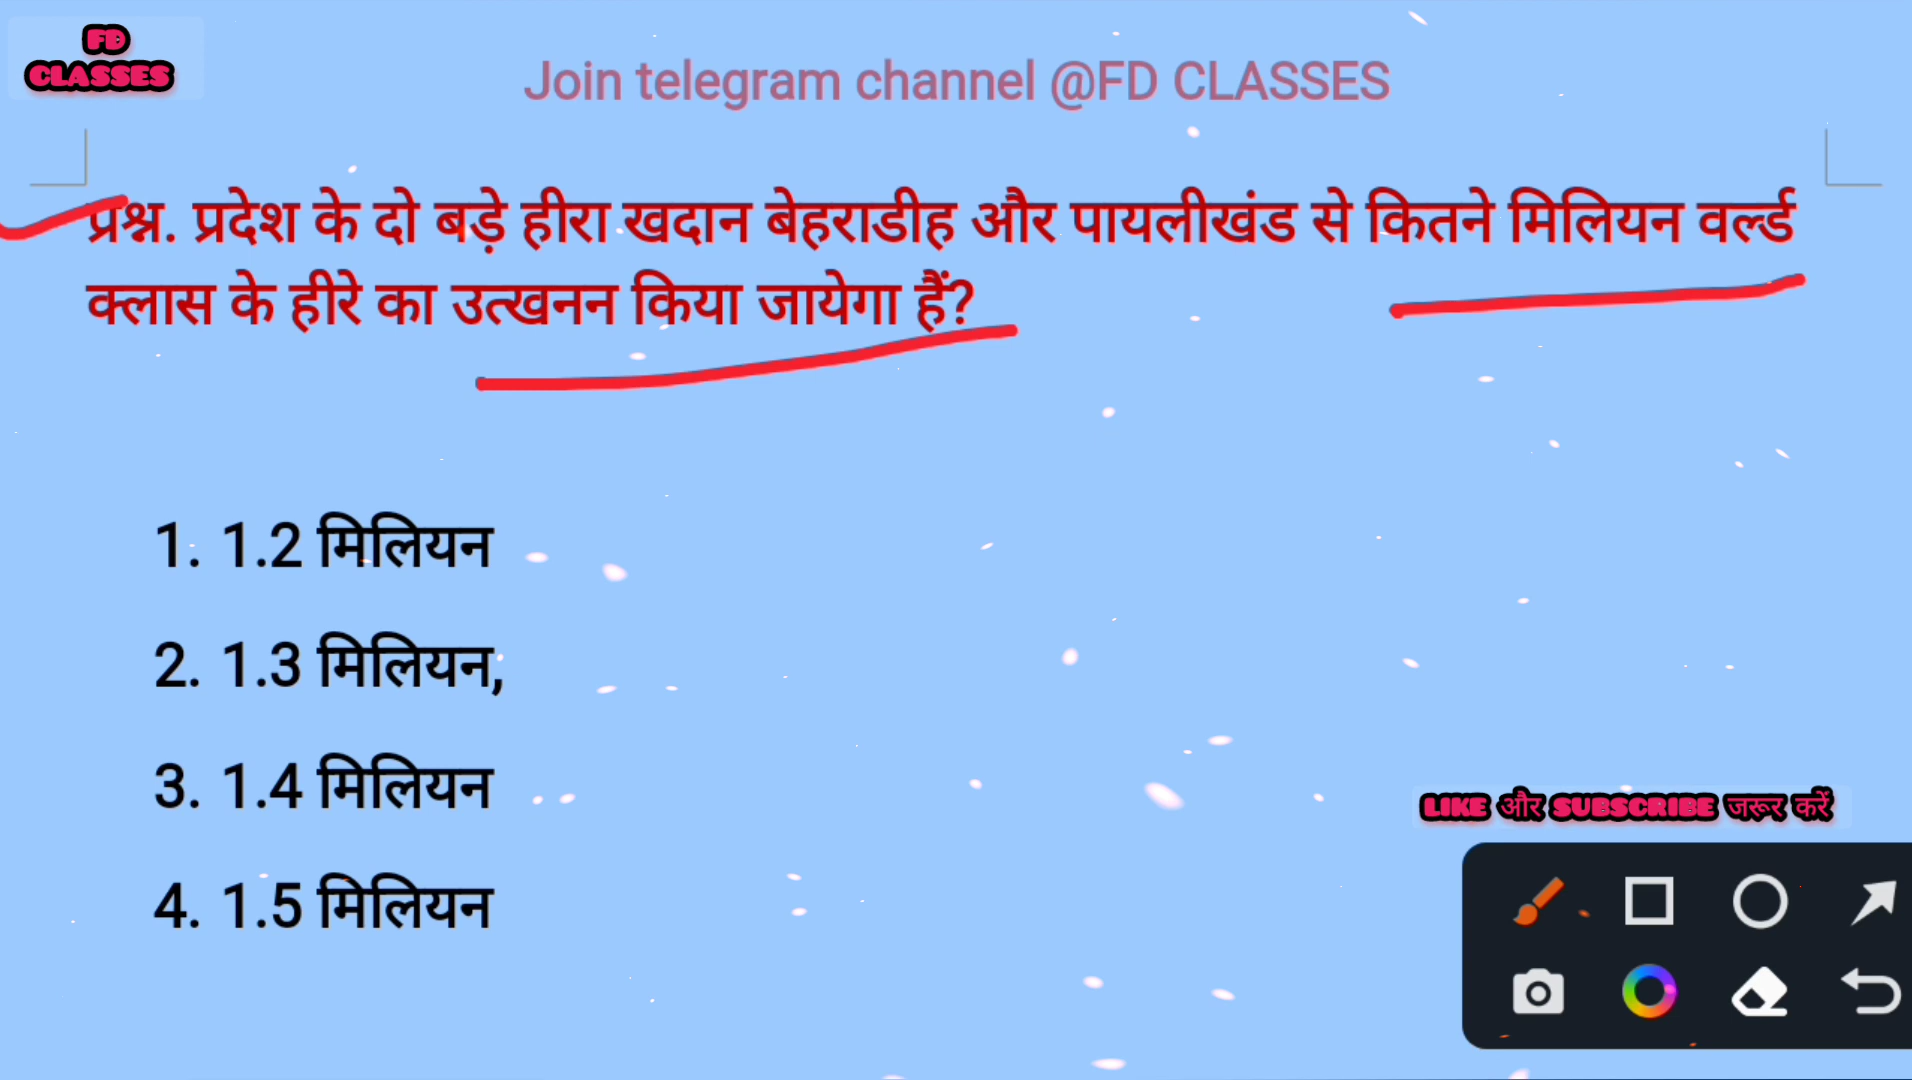 FD
CLASSES
Join telegram channel @FD CLASSES
प्रश्न. प्रदेश के दो बड़े हीरा खदान बेहराडीह और पायलीखंड से कितने मिलियन वर्ल्ड
क्लास के हीरे का उत्खनन किया जायेगा हैं?
1. 1.2 मिलियन
2. 1.3 मिलियन,
3. 1.4 मिलियन
4. 1.5 मिलियन
LIKE और SUBSCRIBE जरूर करें